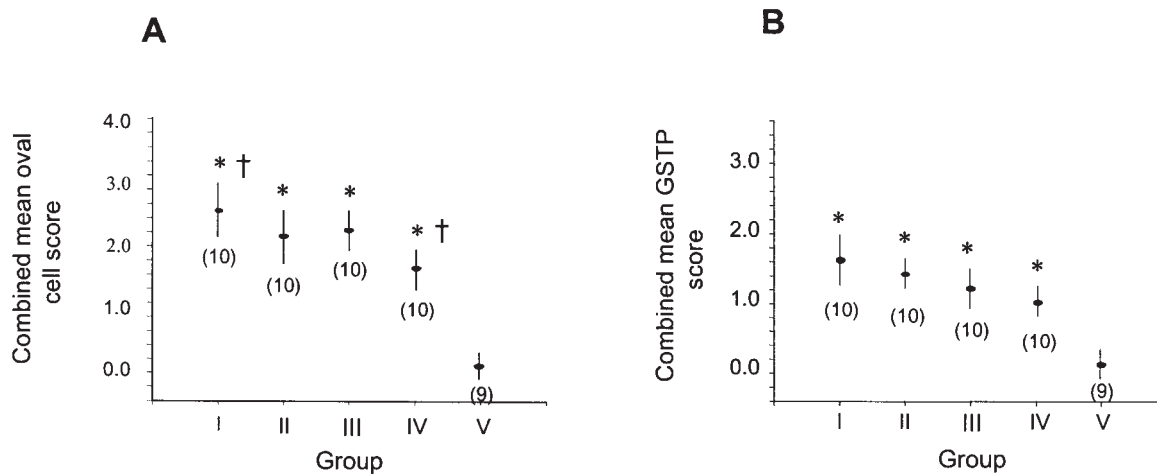 A
Combined mean oval
cell score
4.0
3.0
2.0
1.0
0.0
* †
*
*
* †
(10)
(10)
(10)
(10)
(9)
I
II
III
IV
V
Group
B
Combined mean GSTP
score
3.0
2.0
1.0
0.0
*
*
*
*
(10)
(10)
(10)
(10)
(9)
I
II
III
IV
V
Group